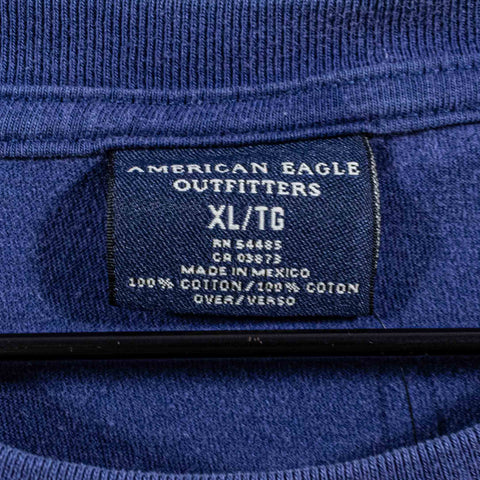 AMERICAN EAGLE
OUTFITTERS
XL/TG
RN 54485
CA 03873
MADE IN MEXICO
100% COTTON/100% COTON
OVER/VERSO